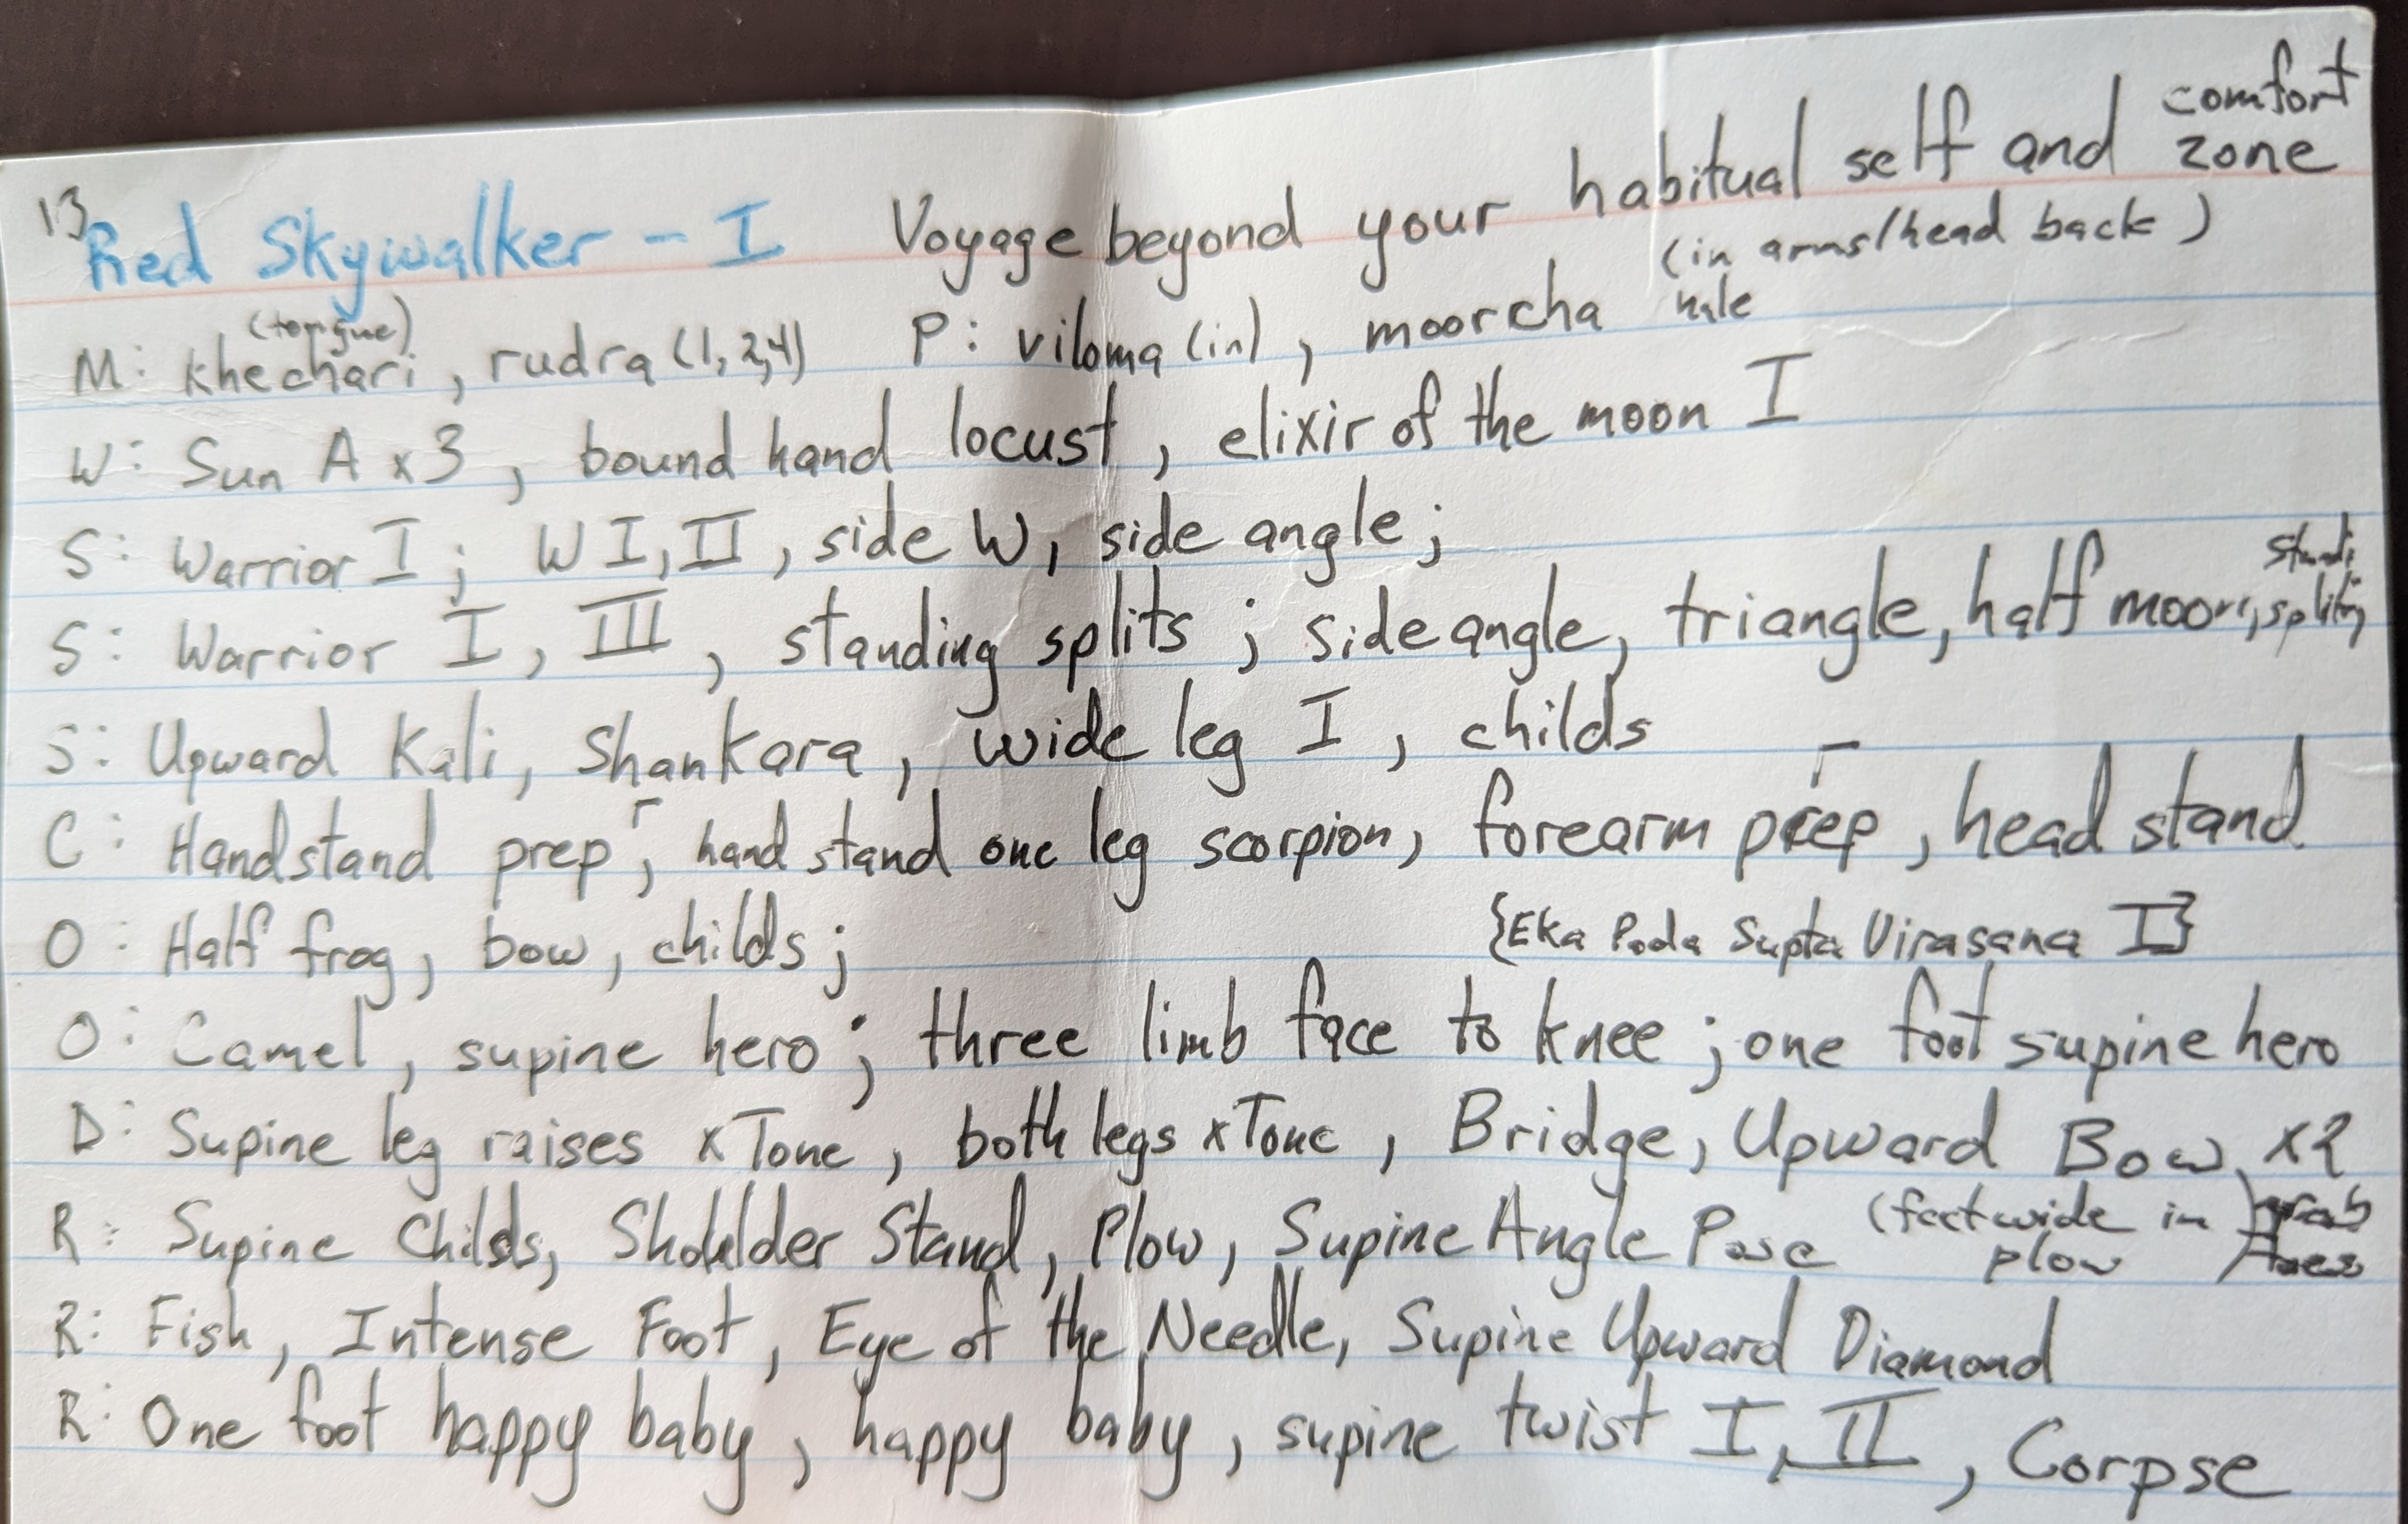 13
Red Skywalker - I Voyage beyond your habitual self and comfort zone
M: khechari (tongue), rudra (1, 2, 4) P: viloma (in), moorcha (in arms/head back)
W: Sun A x 3, bound hand locust, elixir of the moon I
S: Warrior I; W I, II, side W, side angle;
S: Warrior I, III, standing splits; side angle, triangle, half moon, splits
S: Upward Kali, Shankara, wide leg I, childs
C: Handstand prep, hand stand one leg scorpion, forearm prep, head stand
O: Half frog, bow, childs; {Eka Pada Supta Virasana I}
O: Camel, supine hero; three limb face to knee; one foot supine hero
D: Supine leg raises x Tone, both legs x Tone, Bridge, Upward Bow x2
R: Supine Childs, Shoulder Stand, Plow, Supine Angle Pose (feet wide in plow) grab
R: Fish, Intense Foot, Eye of the Needle, Supine Upward Diamond
R: One foot happy baby, happy baby, supine twist I, II, Corpse